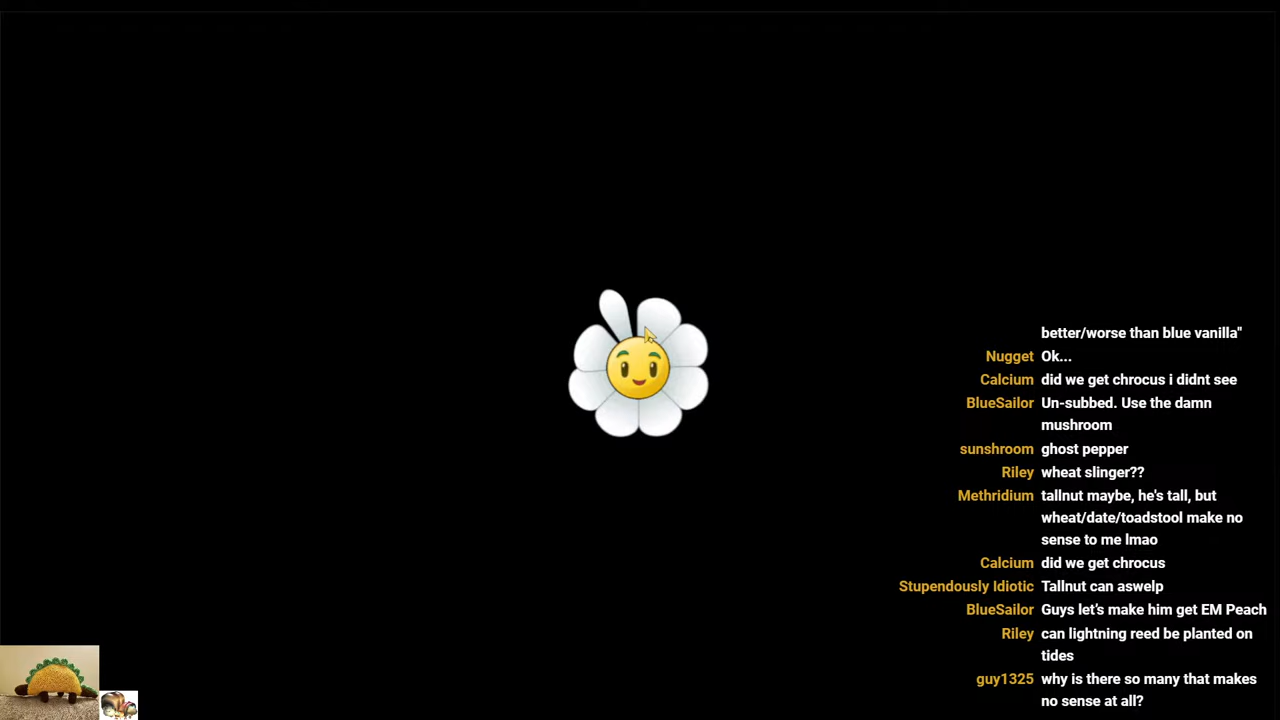 better/worse than blue vanilla"
Nugget Ok...
Calcium did we get chrocus i didnt see
BlueSailor Un-subbed. Use the damn
mushroom
sunshroom ghost pepper
Riley wheat slinger??
Methridium tallnut maybe, he's tall, but
wheat/date/toadstool make no
sense to me lmao
Calcium did we get chrocus
Stupendously Idiotic Tallnut can aswelp
BlueSailor Guys let’s make him get EM Peach
Riley can lightning reed be planted on
tides
guy1325 why is there so many that makes
no sense at all?